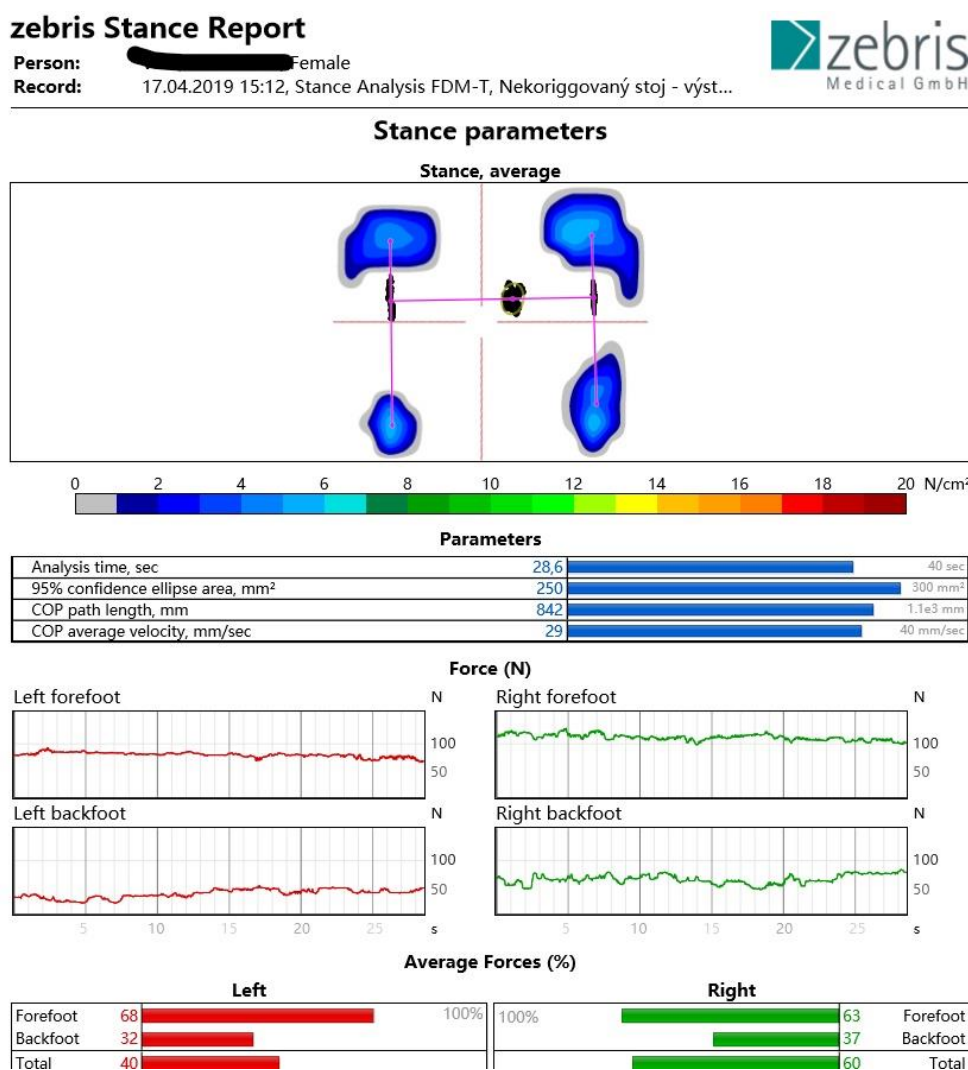 zebris Stance Report
zebris
Medical GmbH
Person: Female
Record: 17.04.2019 15:12, Stance Analysis FDM-T, Nekoriggovaný stoj - výst...
Stance parameters
Stance, average
0 2 4 6 8 10 12 14 16 18 20 N/cm²
Parameters
Analysis time, sec 28,6 40 sec
95% confidence ellipse area, mm² 250 300 mm²
COP path length, mm 842 1.1e3 mm
COP average velocity, mm/sec 29 40 mm/sec
Force (N)
Left forefoot N Right forefoot N
100 100
50 50
Left backfoot N Right backfoot N
100 100
50 50
5 10 15 20 25 s 5 10 15 20 25 s
Average Forces (%)
Left Right
Forefoot 68 100% 100% 63 Forefoot
Backfoot 32 37 Backfoot
Total 40 60 Total